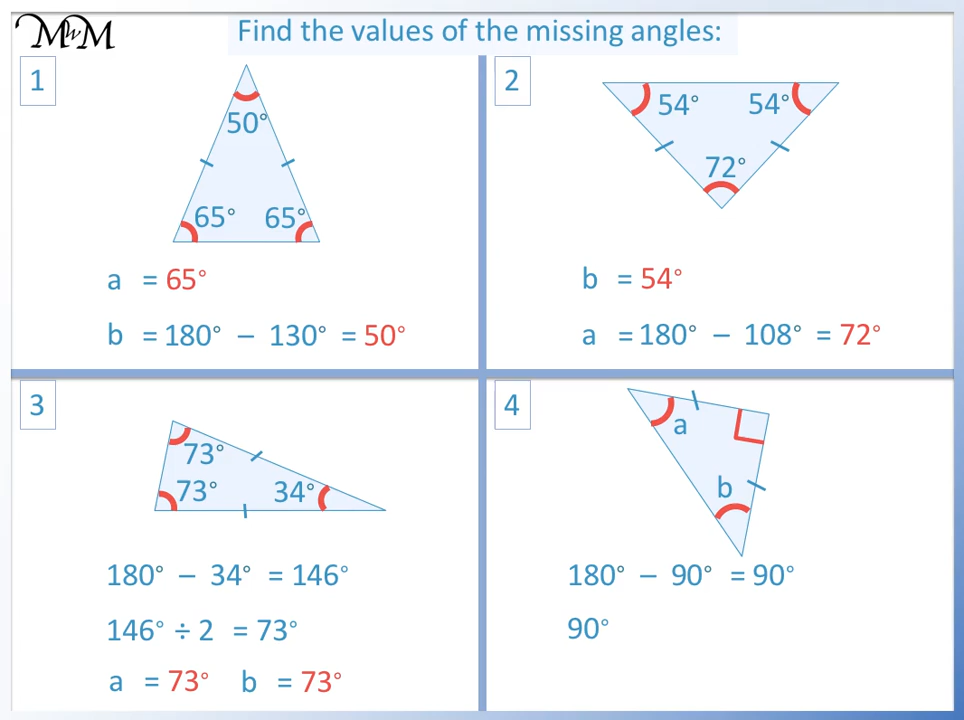 MwM
Find the values of the missing angles:
1
50°
65° 65°
a = 65°
b = 180° – 130° = 50°
2
54° 54°
72°
b = 54°
a = 180° – 108° = 72°
3
73°
73° 34°
180° – 34° = 146°
146° ÷ 2 = 73°
a = 73° b = 73°
4
a
b
180° – 90° = 90°
90°